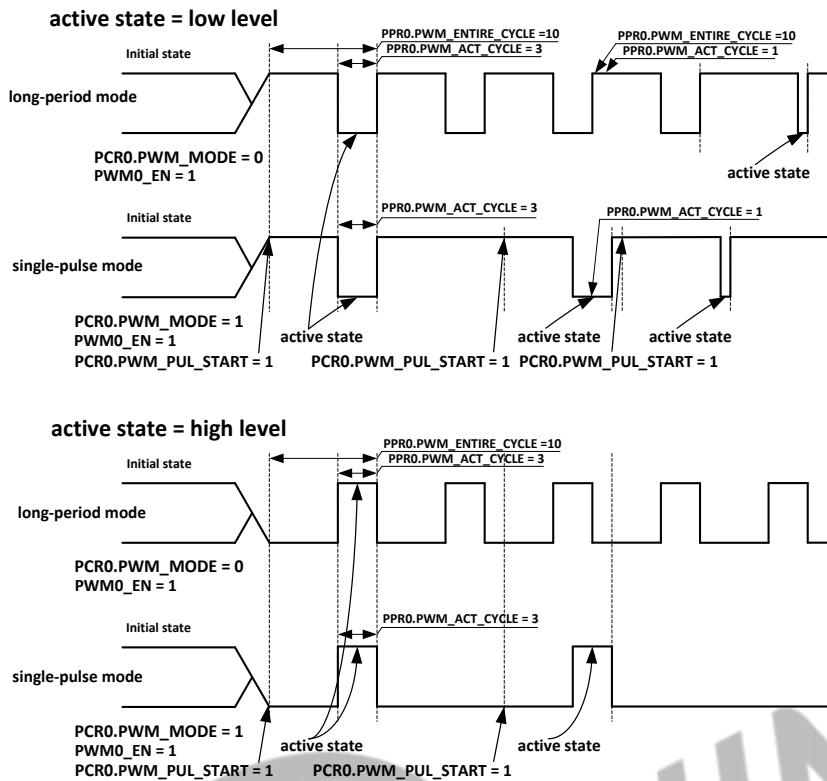 active state = low level
PPR0.PWM_ENTIRE_CYCLE =10
PPR0.PWM_ACT_CYCLE = 3
PPR0.PWM_ENTIRE_CYCLE =10
PPR0.PWM_ACT_CYCLE = 1
Initial state
long-period mode
PCR0.PWM_MODE = 0
PWM0_EN = 1
active state
Initial state
PPR0.PWM_ACT_CYCLE = 3
PPR0.PWM_ACT_CYCLE = 1
single-pulse mode
PCR0.PWM_MODE = 1
PWM0_EN = 1
PCR0.PWM_PUL_START = 1
active state
active state
active state
PCR0.PWM_PUL_START = 1
PCR0.PWM_PUL_START = 1
active state = high level
PPR0.PWM_ENTIRE_CYCLE =10
PPR0.PWM_ACT_CYCLE = 3
Initial state
long-period mode
PCR0.PWM_MODE = 0
PWM0_EN = 1
Initial state
PPR0.PWM_ACT_CYCLE = 3
single-pulse mode
PCR0.PWM_MODE = 1
PWM0_EN = 1
PCR0.PWM_PUL_START = 1
active state
active state
PCR0.PWM_PUL_START = 1